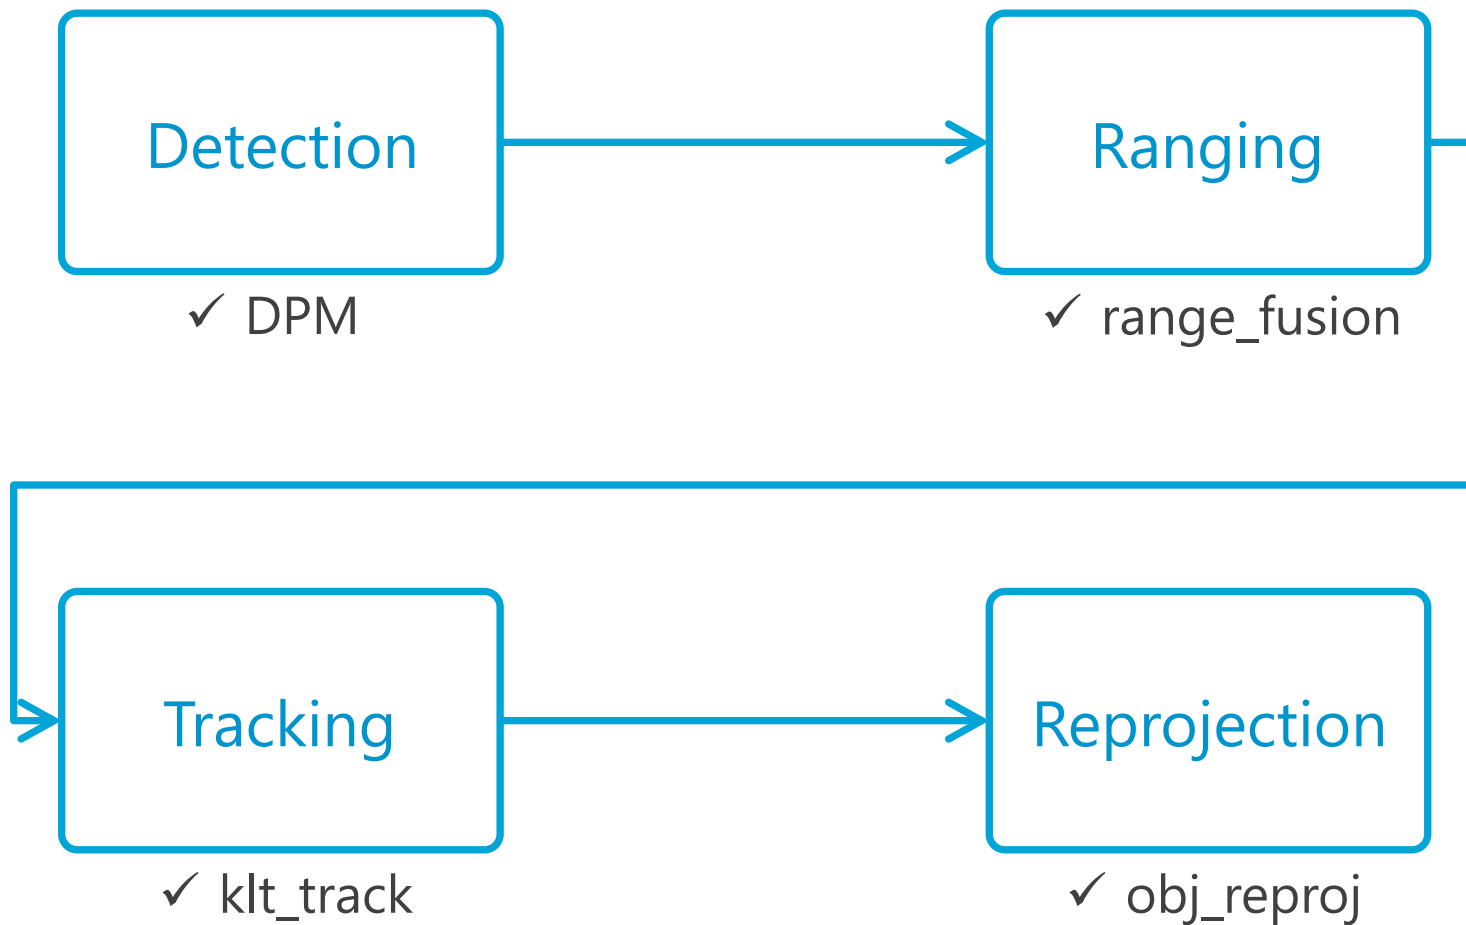 Detection
Ranging
✓ DPM
✓ range_fusion
Tracking
Reprojection
✓ klt_track
✓ obj_reproj